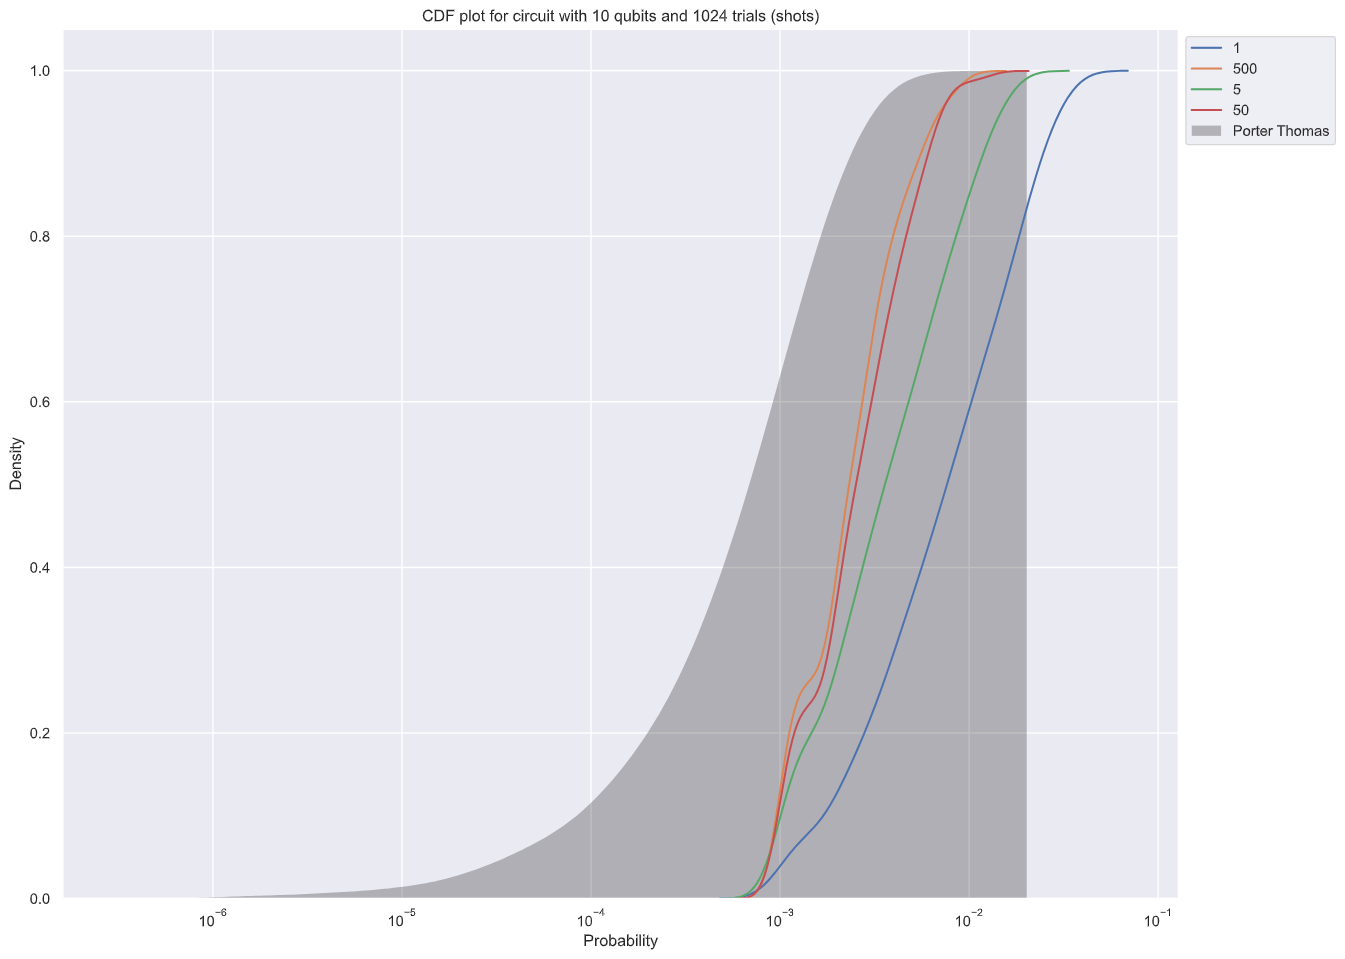 CDF plot for circuit with 10 qubits and 1024 trials (shots)
1
500
5
50
Porter Thomas
1.0
0.8
0.6
0.4
0.2
0.0
Density
10⁻⁶ 10⁻⁵ 10⁻⁴ 10⁻³ 10⁻² 10⁻¹
Probability